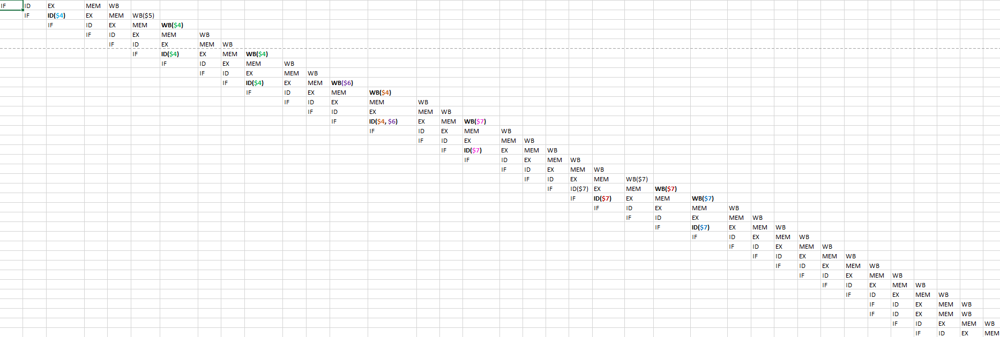 IF ID EX MEM WB
IF ID($4) EX MEM WB($5)
IF ID EX MEM WB($4)
IF ID EX MEM WB
IF ID EX MEM WB
IF ID($4) EX MEM WB($4)
IF ID EX MEM WB
IF ID EX MEM WB
IF ID($4) EX MEM WB($6)
IF ID EX MEM WB($4)
IF ID EX MEM WB
IF ID EX MEM WB
IF ID($4, $6) EX MEM WB($7)
IF ID EX MEM WB
IF ID EX MEM WB
IF ID($7) EX MEM WB
IF ID EX MEM WB
IF ID EX MEM WB
IF ID EX MEM WB($7)
IF ID($7) EX MEM WB($7)
IF ID($7) EX MEM WB($7)
IF ID EX MEM WB
IF ID EX MEM WB
IF ID($7) EX MEM WB
IF ID EX MEM WB
IF ID EX MEM WB
IF ID EX MEM WB
IF ID EX MEM WB
IF ID EX MEM WB
IF ID EX MEM WB
IF ID EX MEM WB
IF ID EX MEM WB
IF ID EX MEM WB
IF ID EX MEM WB
IF ID EX MEM